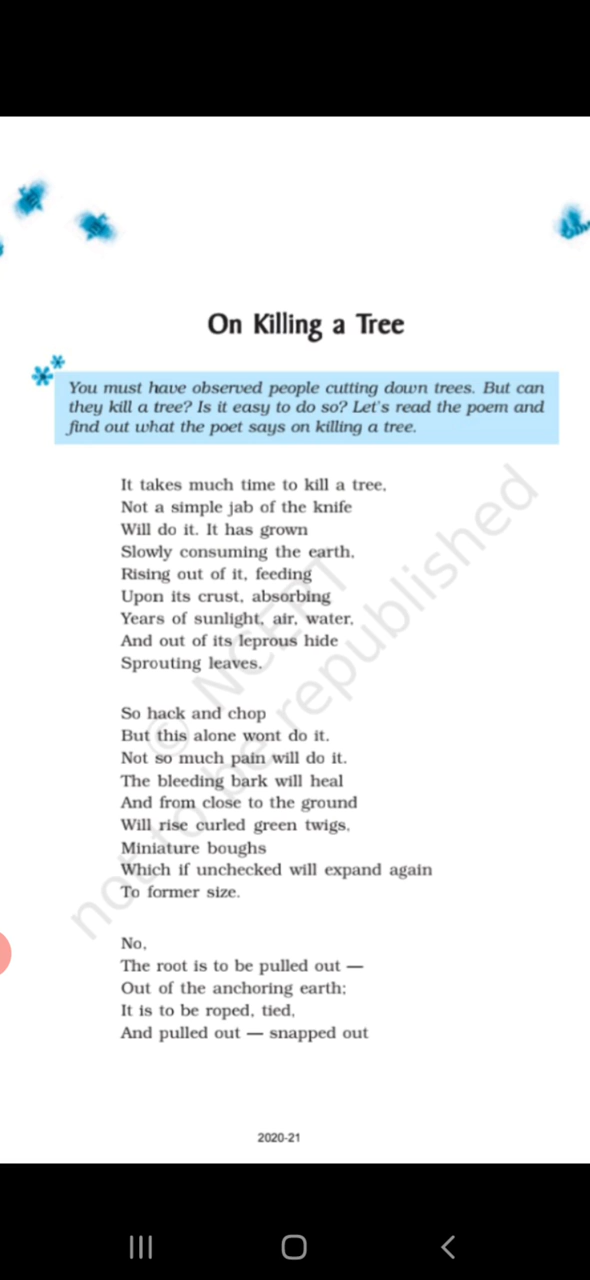 On Killing a Tree
You must have observed people cutting down trees. But can
they kill a tree? Is it easy to do so? Let's read the poem and
find out what the poet says on killing a tree.
It takes much time to kill a tree,
Not a simple jab of the knife
Will do it. It has grown
Slowly consuming the earth,
Rising out of it, feeding
Upon its crust, absorbing
Years of sunlight, air, water,
And out of its leprous hide
Sprouting leaves.
So hack and chop
But this alone wont do it.
Not so much pain will do it.
The bleeding bark will heal
And from close to the ground
Will rise curled green twigs,
Miniature boughs
Which if unchecked will expand again
To former size.
No,
The root is to be pulled out —
Out of the anchoring earth;
It is to be roped, tied,
And pulled out — snapped out
© NCERT
not to be republished
2020-21